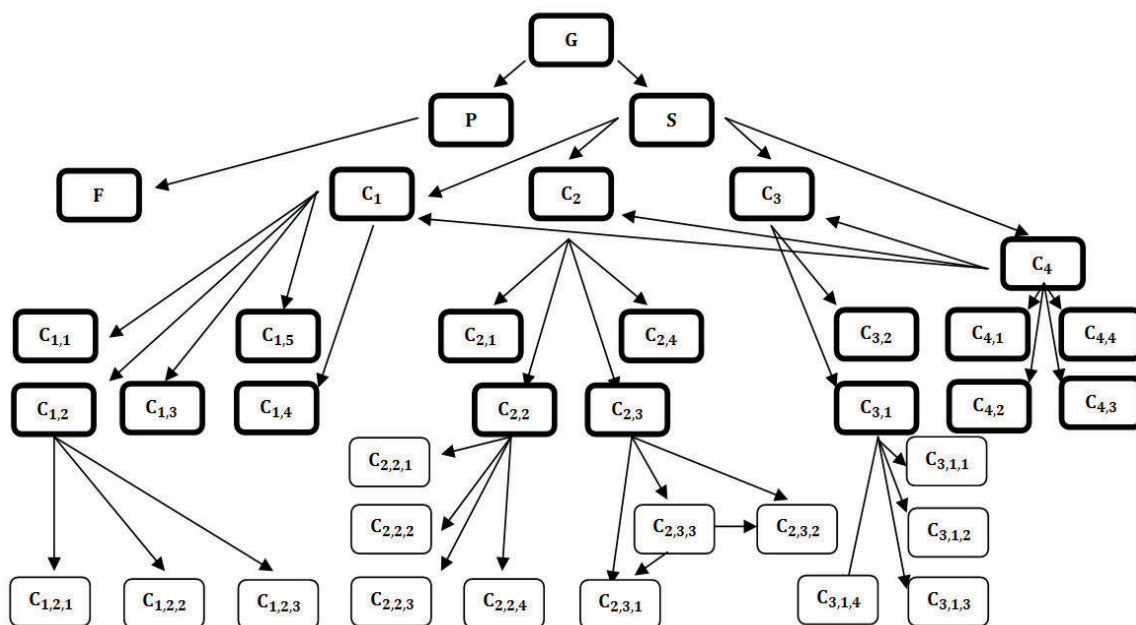 G
P
S
F
C1
C2
C3
C4
C1,1
C1,5
C2,1
C2,4
C3,2
C4,1
C4,4
C1,2
C1,3
C1,4
C2,2
C2,3
C3,1
C4,2
C4,3
C2,2,1
C3,1,1
C2,2,2
C2,3,3
C2,3,2
C3,1,2
C1,2,1
C1,2,2
C1,2,3
C2,2,3
C2,2,4
C2,3,1
C3,1,4
C3,1,3